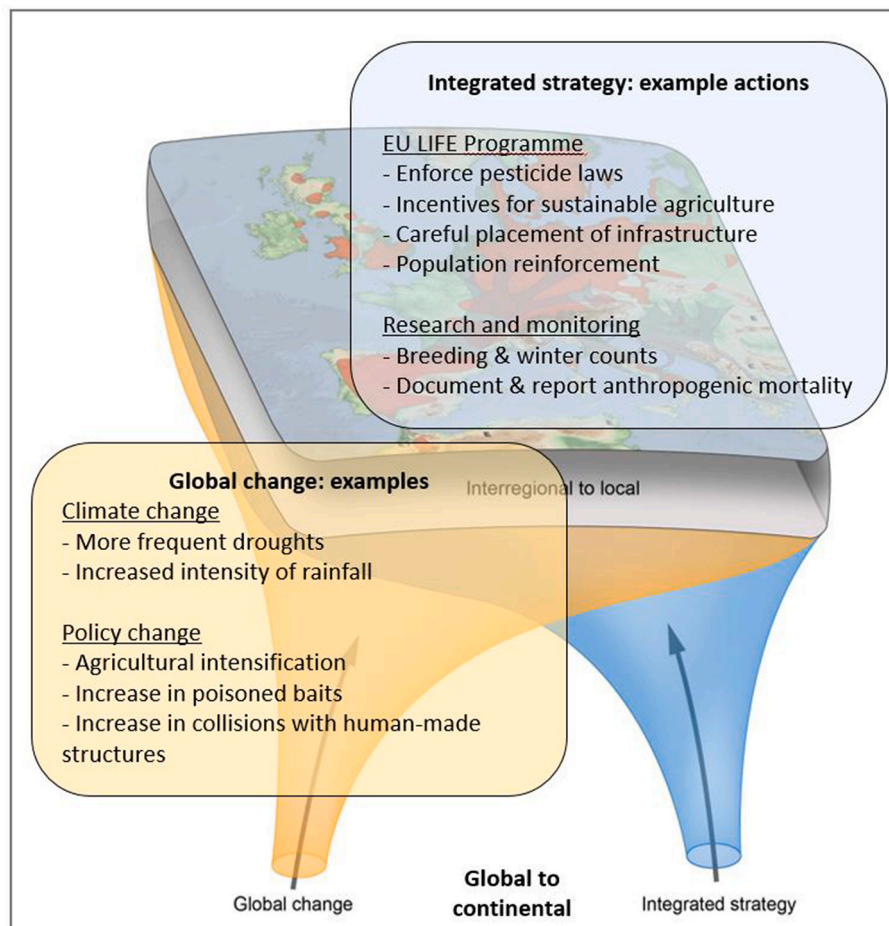 Integrated strategy: example actions
EU LIFE Programme
- Enforce pesticide laws
- Incentives for sustainable agriculture
- Careful placement of infrastructure
- Population reinforcement
Research and monitoring
- Breeding & winter counts
- Document & report anthropogenic mortality
Interregional to local
Global change: examples
Climate change
- More frequent droughts
- Increased intensity of rainfall
Policy change
- Agricultural intensification
- Increase in poisoned baits
- Increase in collisions with human-made
structures
Global change
Global to
continental
Integrated strategy